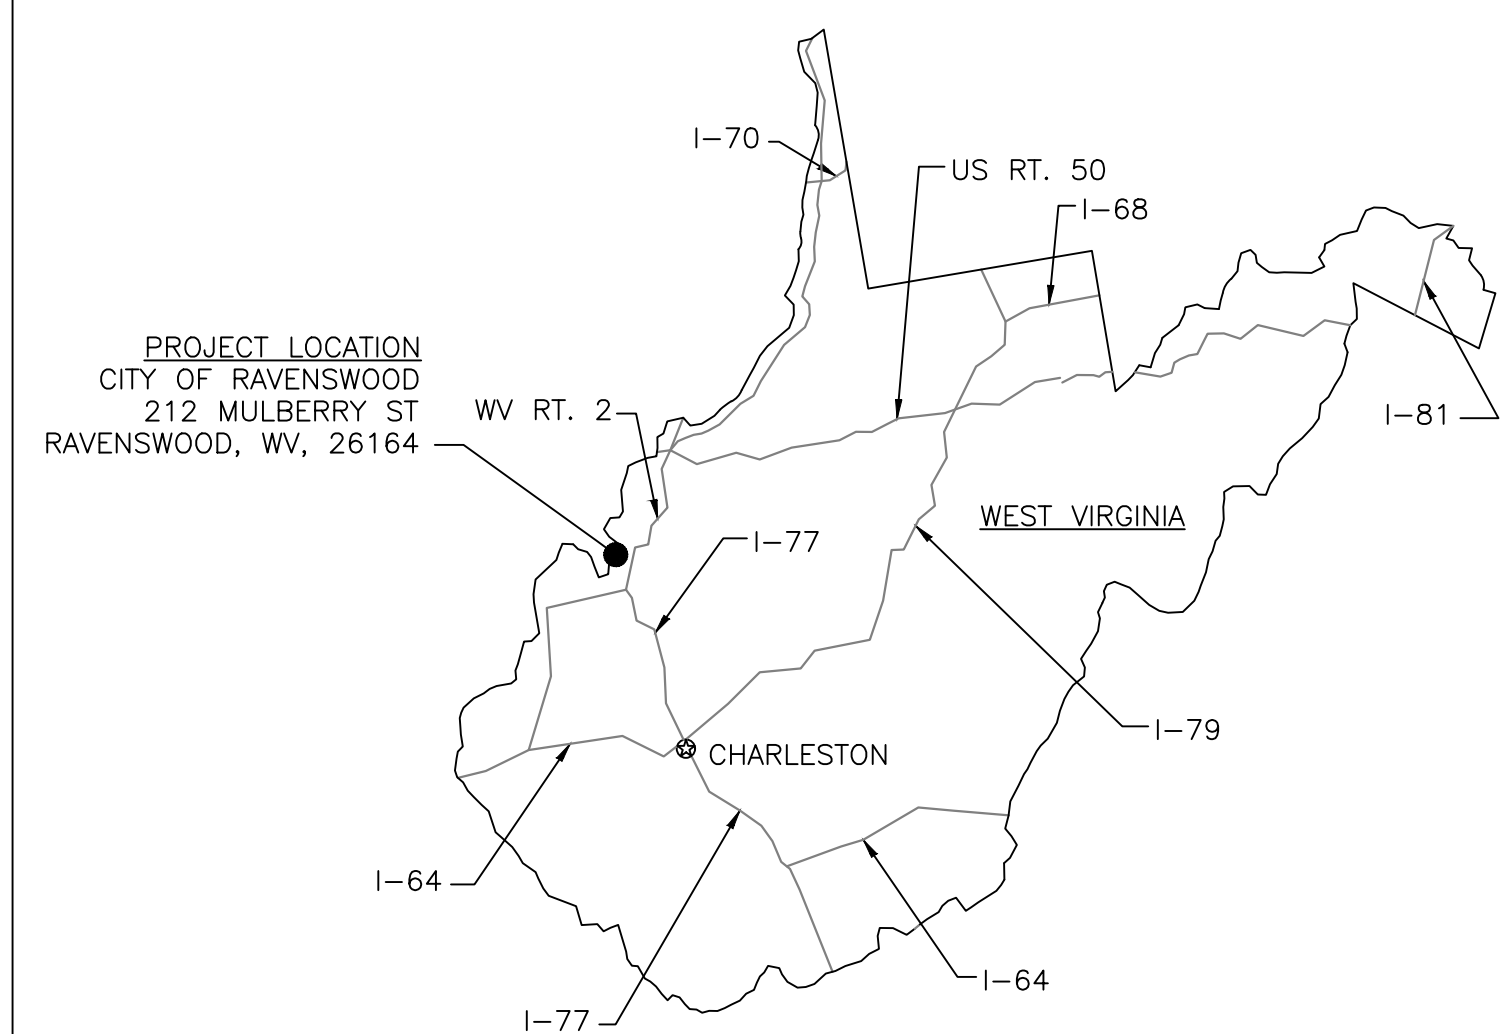 I-70
US RT. 50
I-68
PROJECT LOCATION
CITY OF RAVENSWOOD
212 MULBERRY ST
RAVENSWOOD, WV, 26164
WV RT. 2
I-81
WEST VIRGINIA
I-77
I-79
CHARLESTON
I-64
I-64
I-77